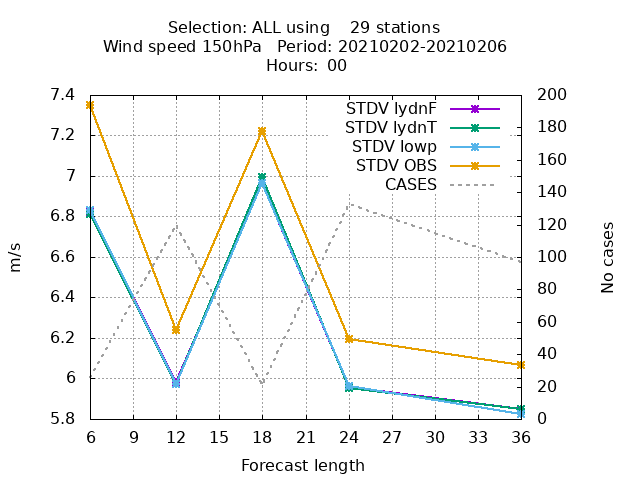 Selection: ALL using    29 stations
Wind speed 150hPa   Period: 20210202-20210206
Hours: 00
7.4
7.2
7
6.8
6.6
6.4
6.2
6
5.8
m/s
STDV lydnF
STDV lydnT
STDV lowp
STDV OBS
CASES
200
180
160
140
120
100
80
60
40
20
0
No cases
6 9 12 15 18 21 24 27 30 33 36
Forecast length